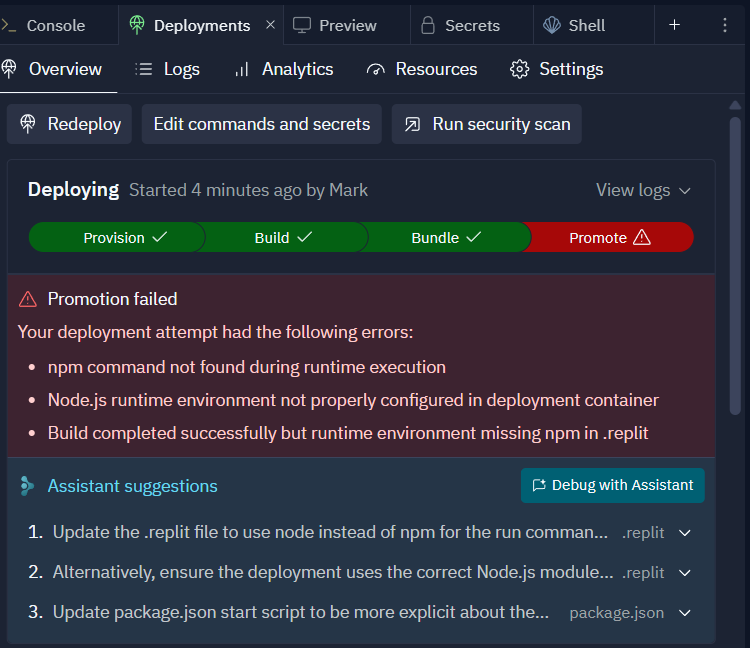 Console Deployments × Preview Secrets Shell +
Overview Logs Analytics Resources Settings
Redeploy Edit commands and secrets Run security scan
Deploying Started 4 minutes ago by Mark View logs
Provision Build Bundle Promote
Promotion failed
Your deployment attempt had the following errors:
• npm command not found during runtime execution
• Node.js runtime environment not properly configured in deployment container
• Build completed successfully but runtime environment missing npm in .replit
Assistant suggestions Debug with Assistant
1. Update the .replit file to use node instead of npm for the run comman... .replit
2. Alternatively, ensure the deployment uses the correct Node.js module... .replit
3. Update package.json start script to be more explicit about the... package.json